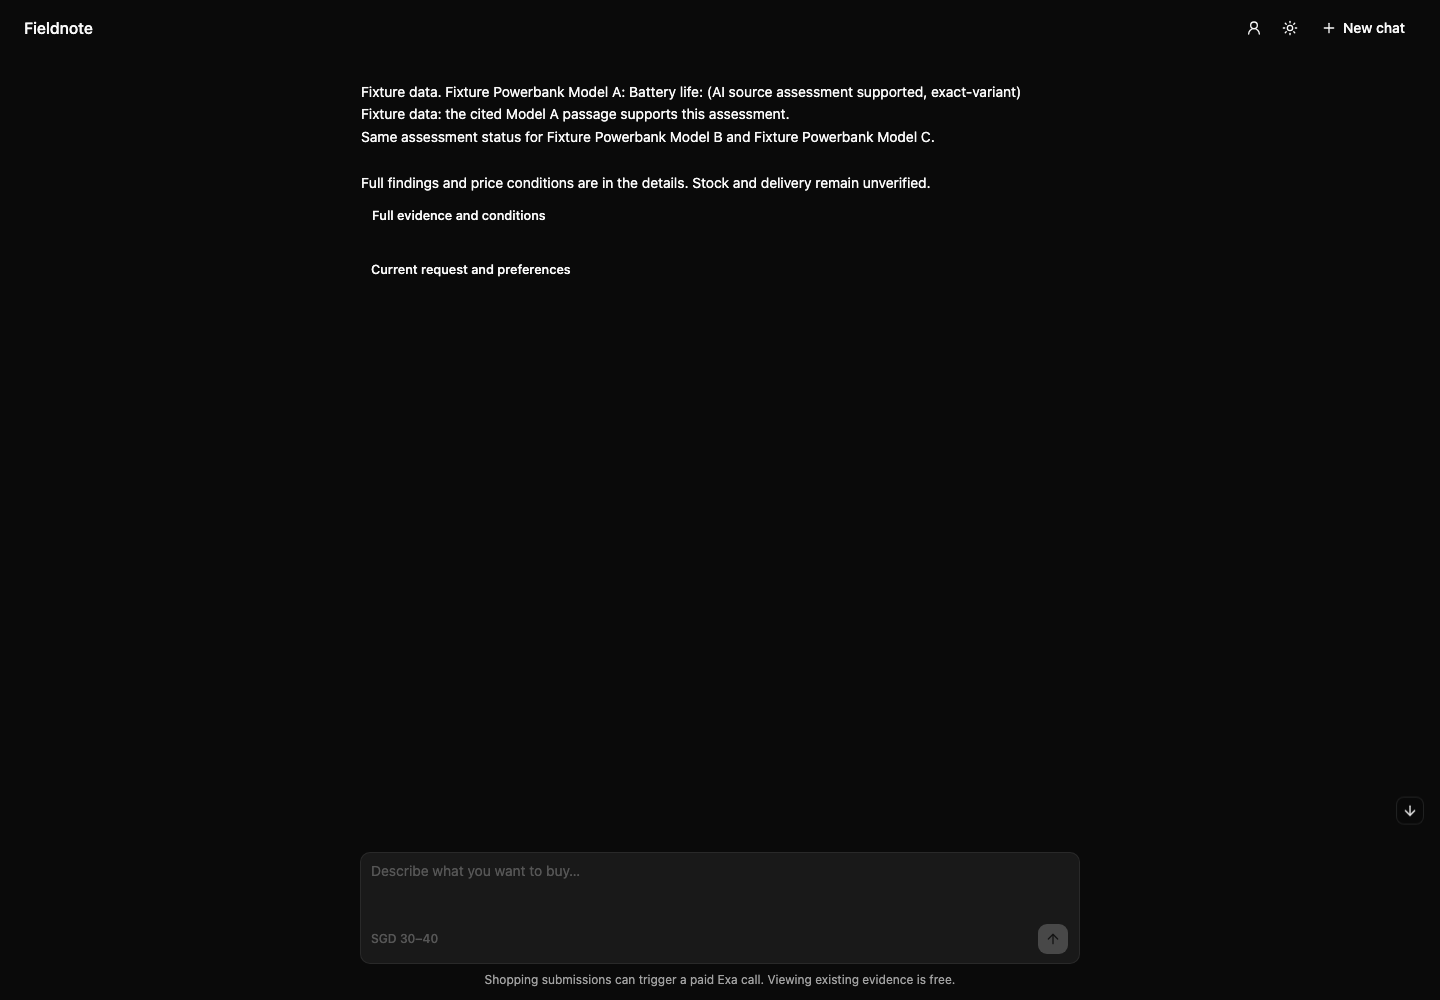 Fieldnote
New chat
Fixture data. Fixture Powerbank Model A: Battery life: (AI source assessment supported, exact-variant)
Fixture data: the cited Model A passage supports this assessment.
Same assessment status for Fixture Powerbank Model B and Fixture Powerbank Model C.
Full findings and price conditions are in the details. Stock and delivery remain unverified.
Full evidence and conditions
Current request and preferences
Describe what you want to buy...
SGD 30–40
Shopping submissions can trigger a paid Exa call. Viewing existing evidence is free.